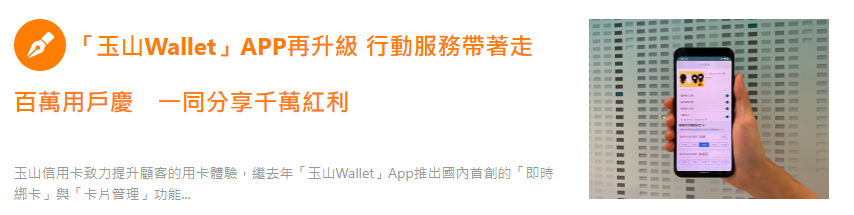 「玉山Wallet」APP再升級 行動服務帶著走
百萬用戶慶 一同分享千萬紅利
玉山信用卡致力提升顧客的用卡體驗，繼去年「玉山Wallet」App推出國內首創的「即時
綁卡」與「卡片管理」功能...